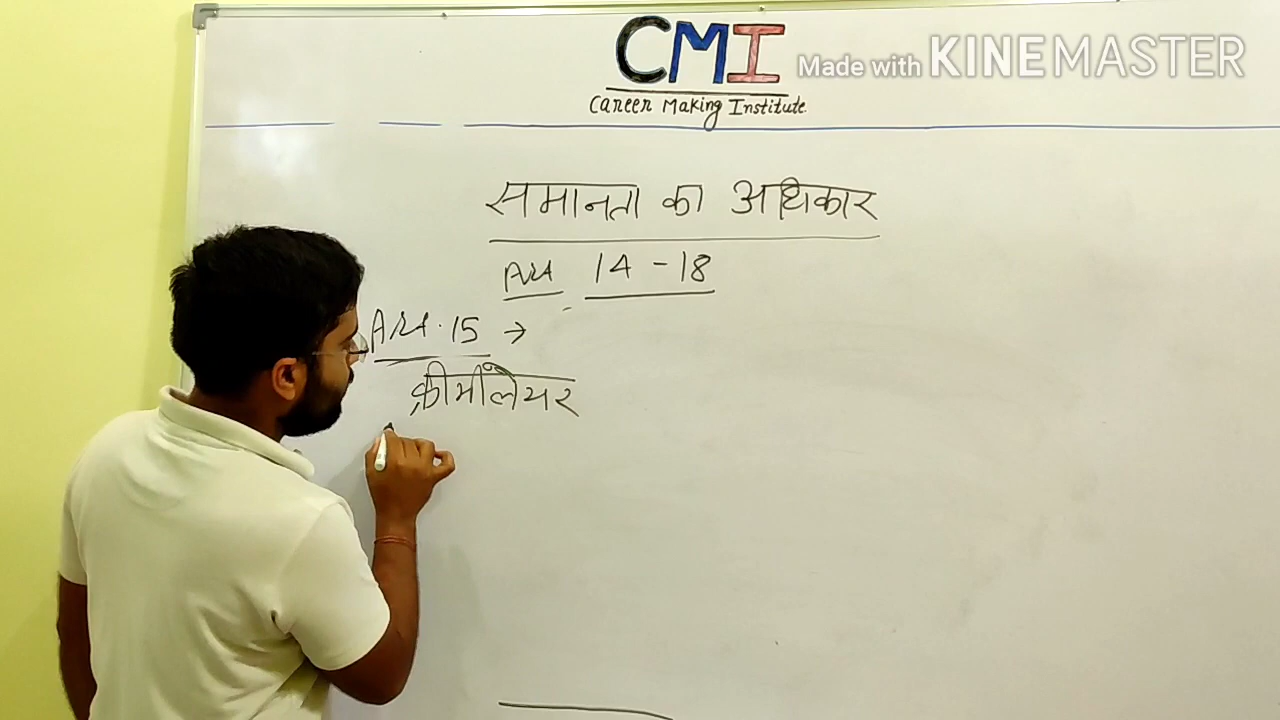 CMI
Made with KINEMASTER
Career Making Institute
समानता का अधिकार
Art 14 - 18
Art. 15 →
क्रीमीलेयर